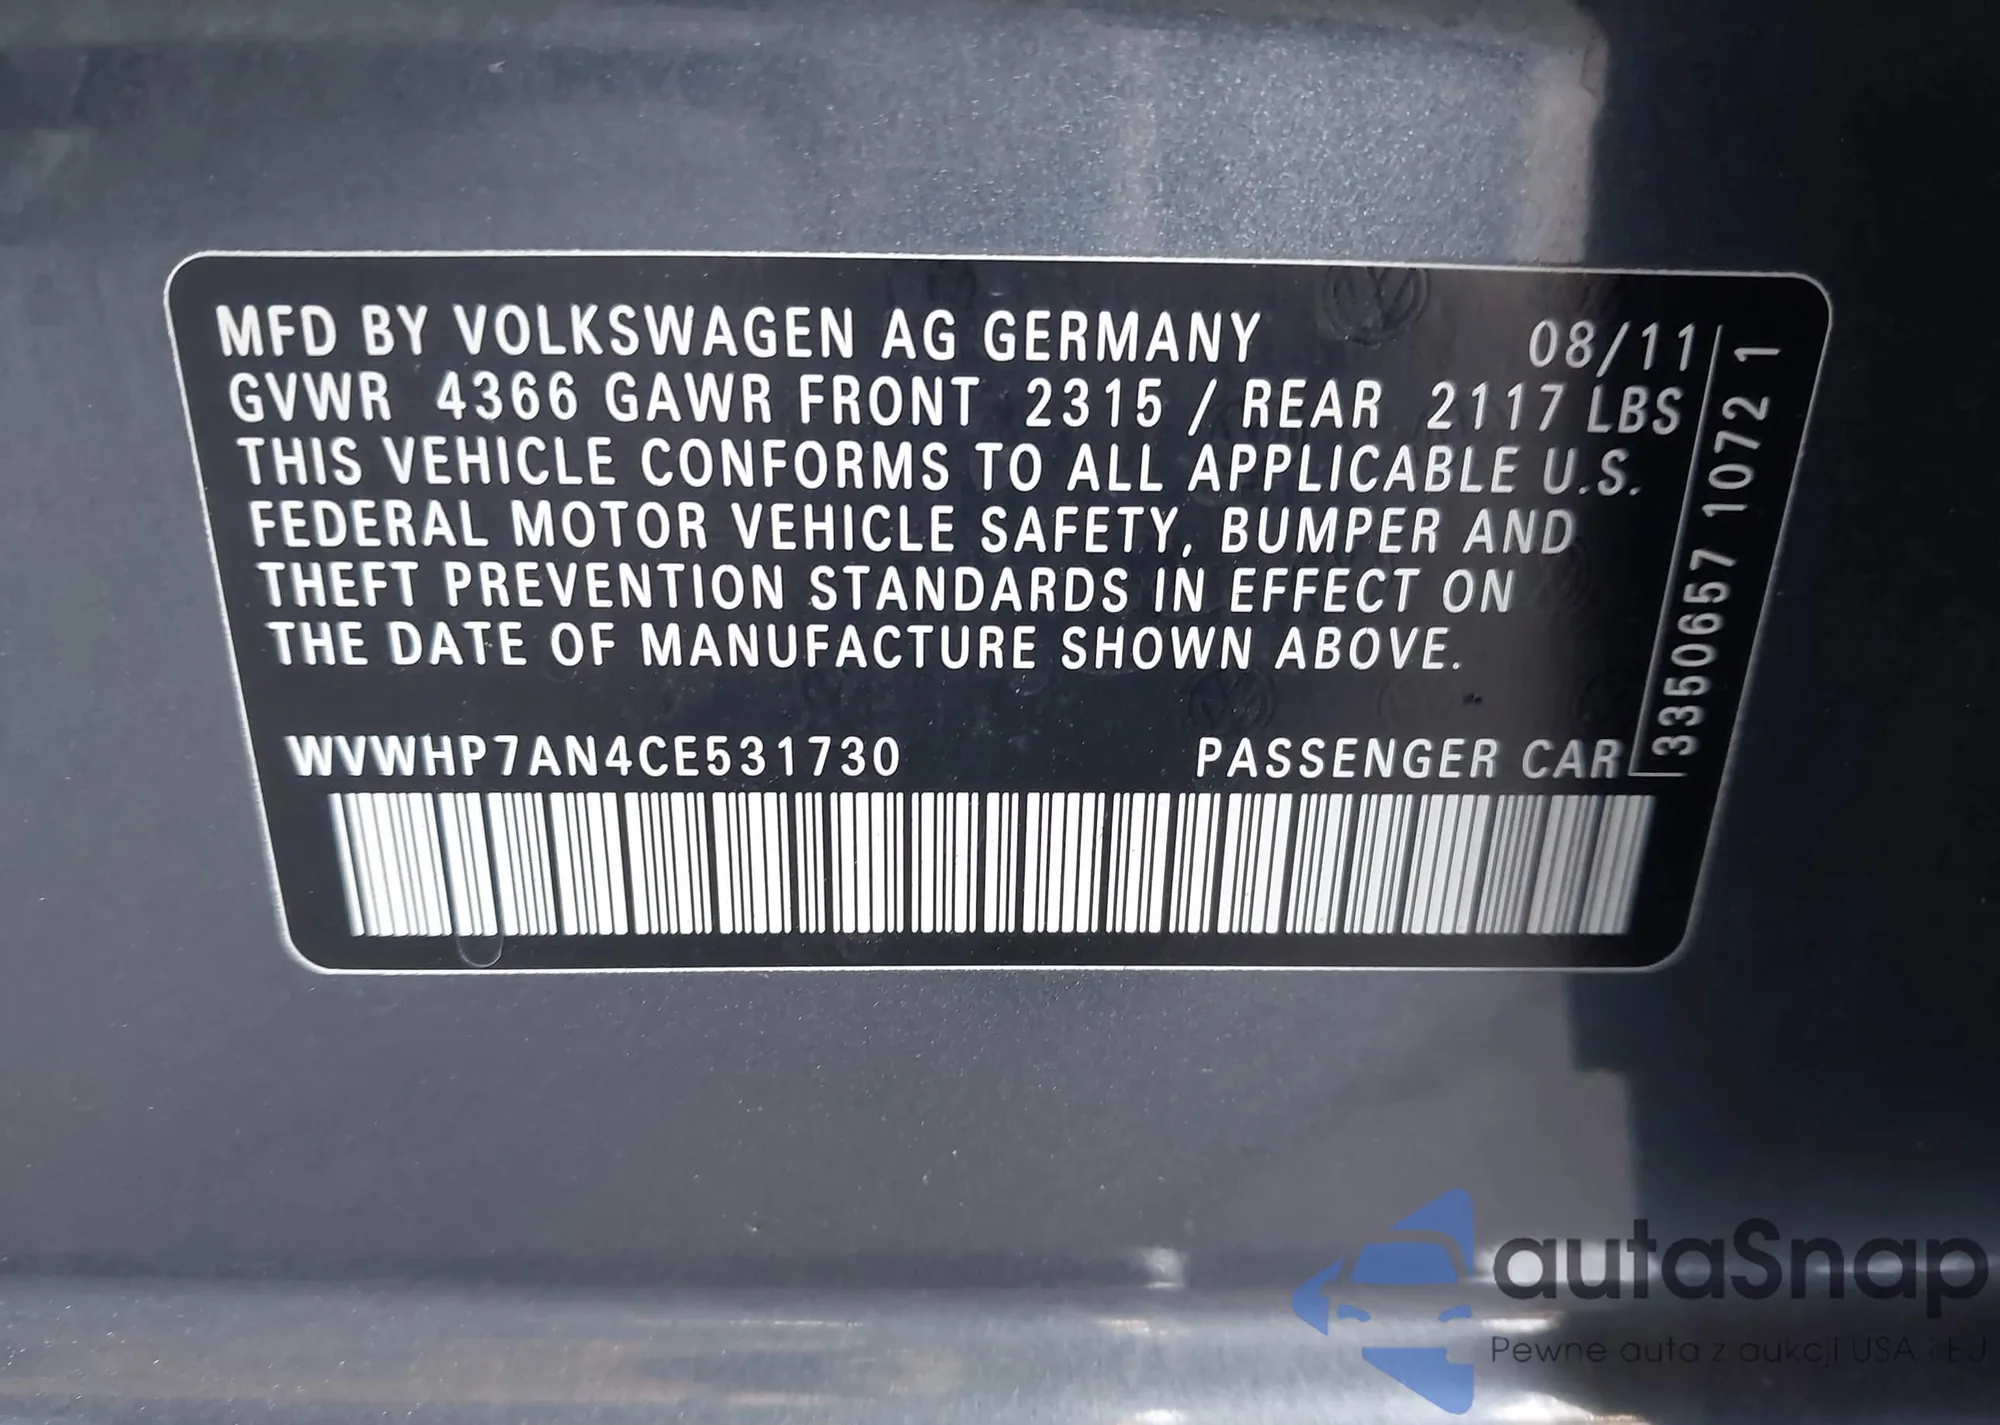 MFD BY VOLKSWAGEN AG GERMANY 08/11
GVWR 4366 GAWR FRONT 2315 / REAR 2117 LBS
THIS VEHICLE CONFORMS TO ALL APPLICABLE U.S.
FEDERAL MOTOR VEHICLE SAFETY, BUMPER AND
THEFT PREVENTION STANDARDS IN EFFECT ON
THE DATE OF MANUFACTURE SHOWN ABOVE.
WVWHP7AN4CE531730 PASSENGER CAR
3350657 1072 1
autaSnap
Pewne auta z aukcji USA i EU